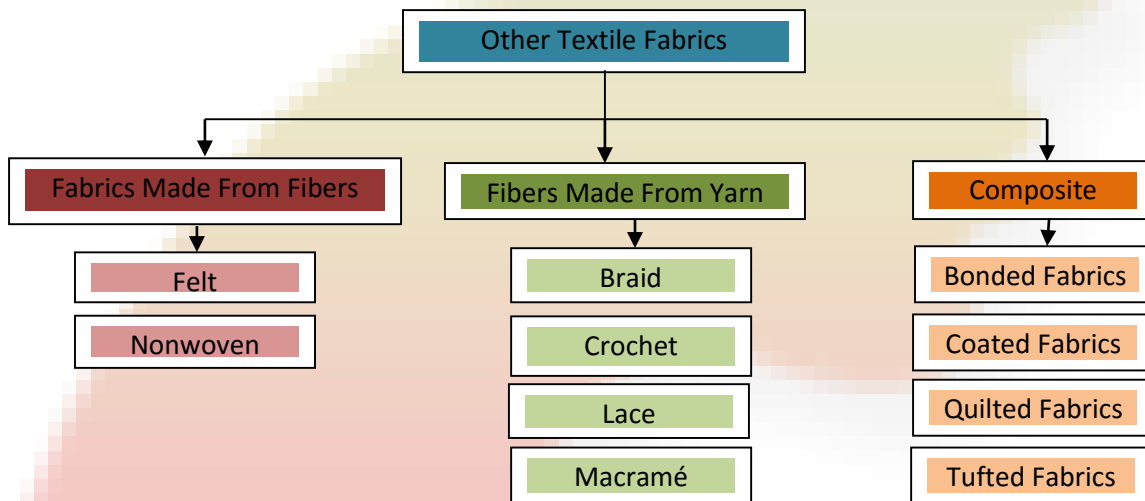 Other Textile Fabrics
Fabrics Made From Fibers
Fibers Made From Yarn
Composite
Felt
Nonwoven
Braid
Crochet
Lace
Macramé
Bonded Fabrics
Coated Fabrics
Quilted Fabrics
Tufted Fabrics